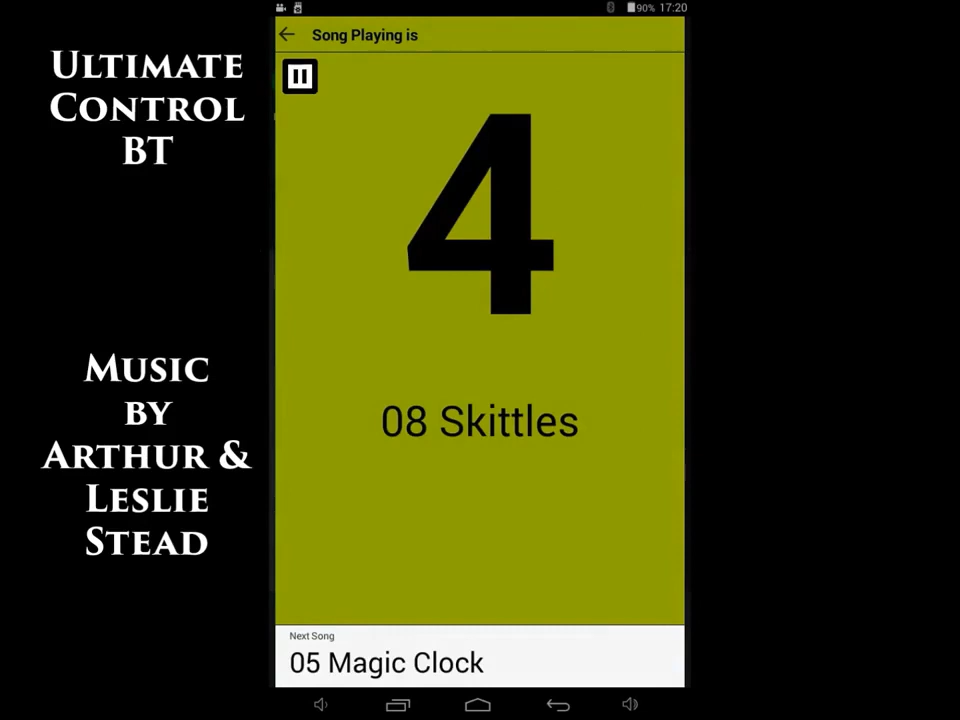 90% 17:20
Song Playing is
ULTIMATE
CONTROL
BT
4
MUSIC
BY
ARTHUR &
LESLIE
STEAD
08 Skittles
Next Song
05 Magic Clock